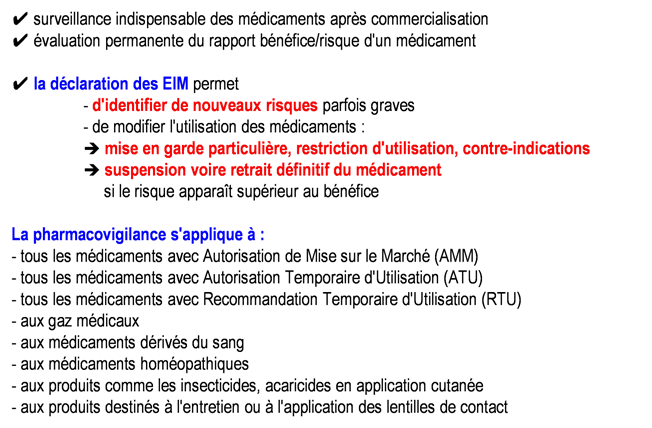 ✔ surveillance indispensable des médicaments après commercialisation
✔ évaluation permanente du rapport bénéfice/risque d'un médicament
✔ la déclaration des EIM permet
- d'identifier de nouveaux risques parfois graves
- de modifier l'utilisation des médicaments :
➔ mise en garde particulière, restriction d'utilisation, contre-indications
➔ suspension voire retrait définitif du médicament
si le risque apparaît supérieur au bénéfice
La pharmacovigilance s'applique à :
- tous les médicaments avec Autorisation de Mise sur le Marché (AMM)
- tous les médicaments avec Autorisation Temporaire d'Utilisation (ATU)
- tous les médicaments avec Recommandation Temporaire d'Utilisation (RTU)
- aux gaz médicaux
- aux médicaments dérivés du sang
- aux médicaments homéopathiques
- aux produits comme les insecticides, acaricides en application cutanée
- aux produits destinés à l'entretien ou à l'application des lentilles de contact